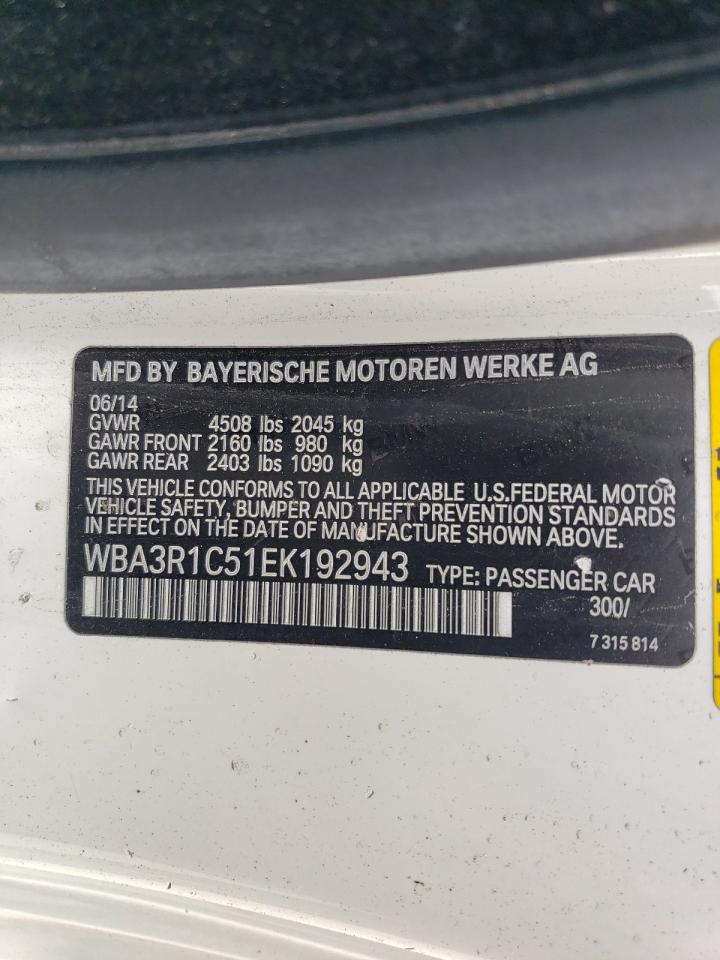 MFD BY BAYERISCHE MOTOREN WERKE AG
06/14
GVWR 4508 lbs 2045 kg
GAWR FRONT 2160 lbs 980 kg
GAWR REAR 2403 lbs 1090 kg
THIS VEHICLE CONFORMS TO ALL APPLICABLE U.S.FEDERAL MOTOR
VEHICLE SAFETY, BUMPER AND THEFT PREVENTION STANDARDS
IN EFFECT ON THE DATE OF MANUFACTURE SHOWN ABOVE.
WBA3R1C51EK192943 TYPE: PASSENGER CAR
300/
7 315 814